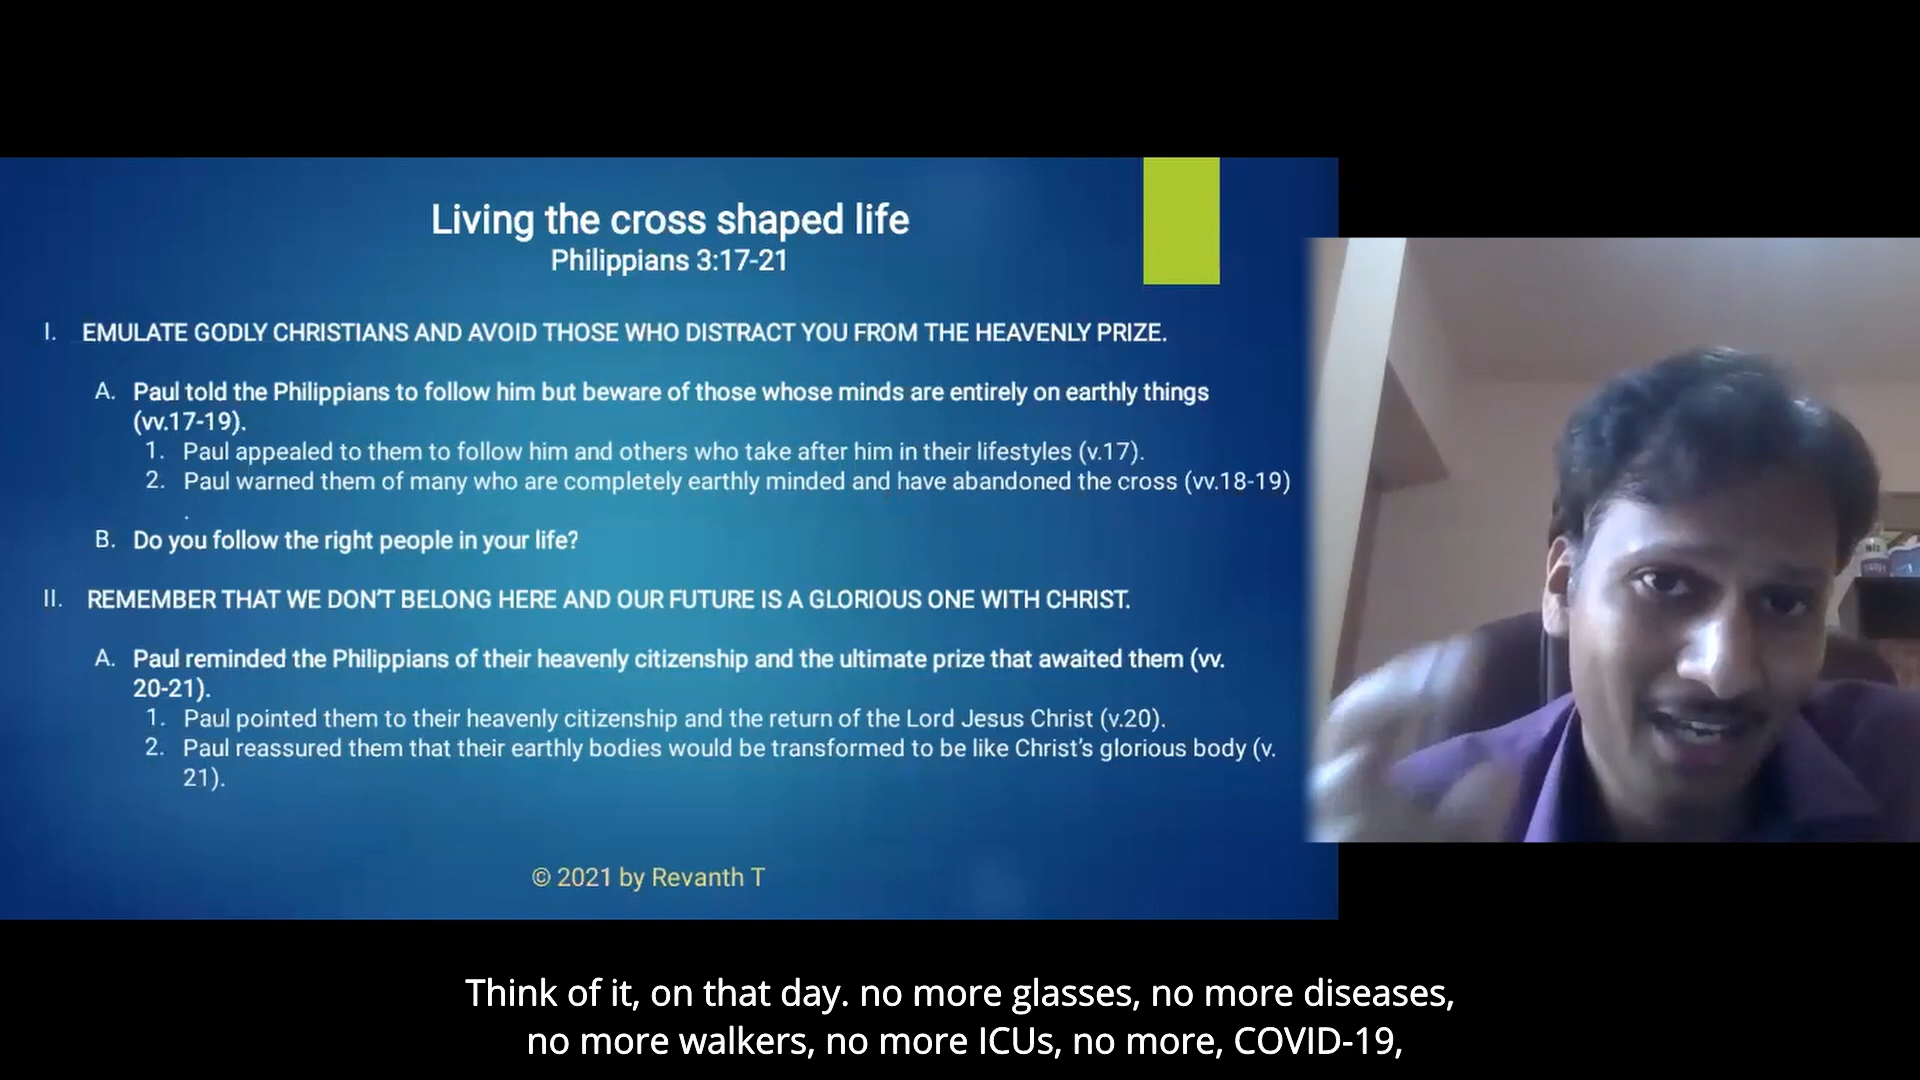 Living the cross shaped life
Philippians 3:17-21
I. EMULATE GODLY CHRISTIANS AND AVOID THOSE WHO DISTRACT YOU FROM THE HEAVENLY PRIZE.
A. Paul told the Philippians to follow him but beware of those whose minds are entirely on earthly things
(vv.17-19).
1. Paul appealed to them to follow him and others who take after him in their lifestyles (v.17).
2. Paul warned them of many who are completely earthly minded and have abandoned the cross (vv.18-19)
.
B. Do you follow the right people in your life?
II. REMEMBER THAT WE DON'T BELONG HERE AND OUR FUTURE IS A GLORIOUS ONE WITH CHRIST.
A. Paul reminded the Philippians of their heavenly citizenship and the ultimate prize that awaited them (vv.
20-21).
1. Paul pointed them to their heavenly citizenship and the return of the Lord Jesus Christ (v.20).
2. Paul reassured them that their earthly bodies would be transformed to be like Christ's glorious body (v.
21).
© 2021 by Revanth T
Think of it, on that day. no more glasses, no more diseases,
no more walkers, no more ICUs, no more, COVID-19,